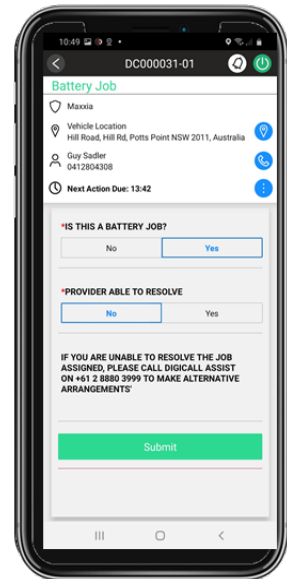 10:49
DC000031-01
Battery Job
Maxxia
Vehicle Location
Hill Road, Hill Rd, Potts Point NSW 2011, Australia
Guy Sadler
0412804308
Next Action Due: 13:42
*IS THIS A BATTERY JOB?
No Yes
*PROVIDER ABLE TO RESOLVE
No Yes
IF YOU ARE UNABLE TO RESOLVE THE JOB
ASSIGNED, PLEASE CALL DIGICALL ASSIST
ON +61 2 8880 3999 TO MAKE ALTERNATIVE
ARRANGEMENTS'
Submit